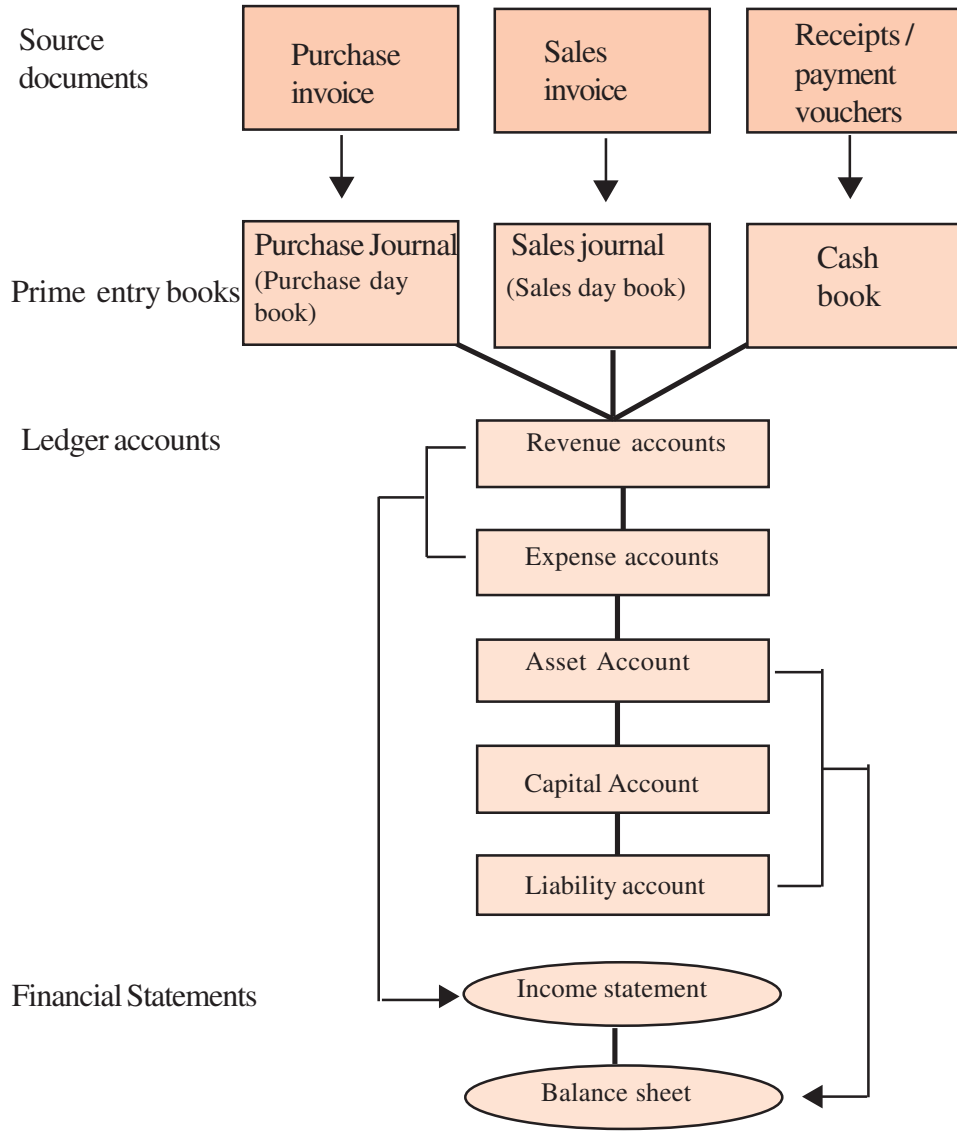 Source
documents
Purchase
invoice
Sales
invoice
Receipts /
payment
vouchers
Prime entry books
Purchase Journal
(Purchase day
book)
Sales journal
(Sales day book)
Cash
book
Ledger accounts
Revenue accounts
Expense accounts
Asset Account
Capital Account
Liability account
Financial Statements
Income statement
Balance sheet